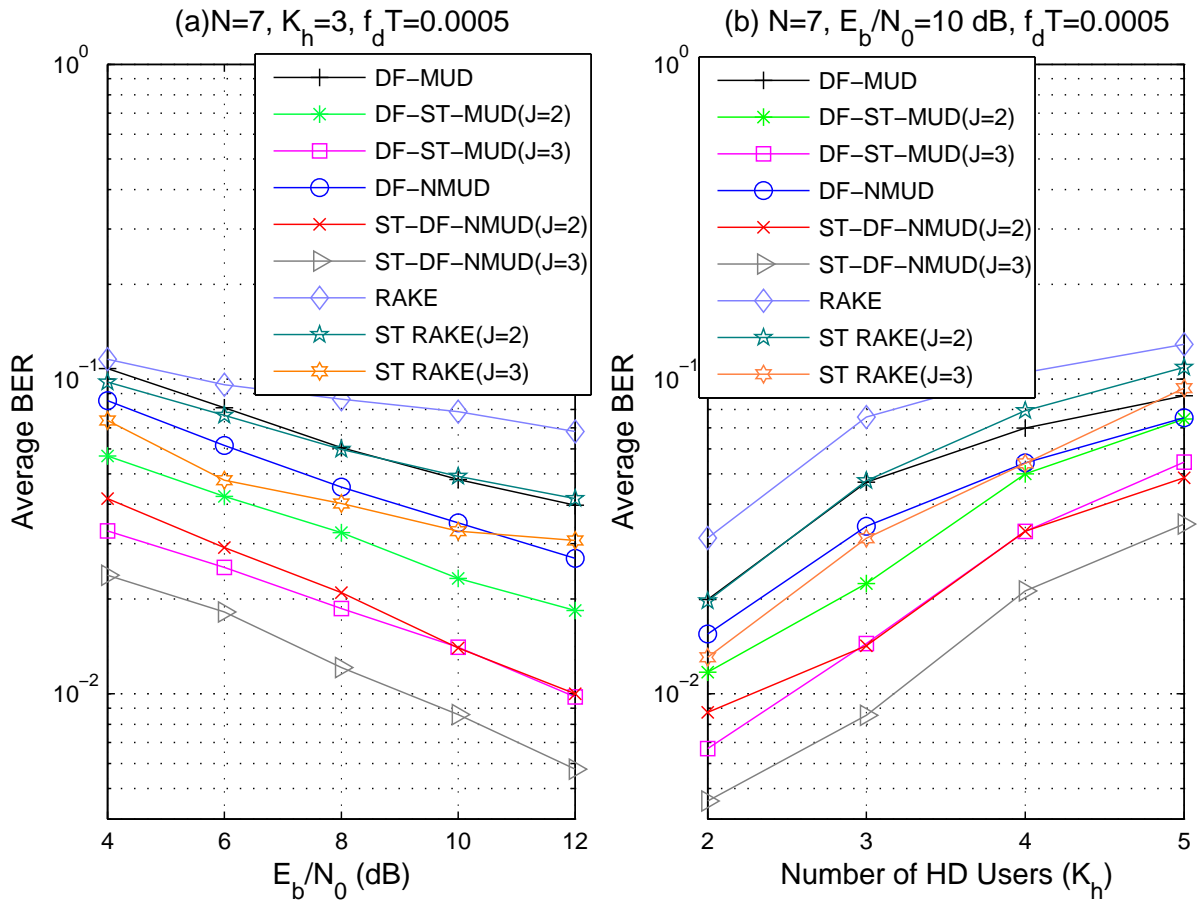 (a)N=7, K_h=3, f_dT=0.0005
10^0
10^-1
10^-2
Average BER
DF-MUD
DF-ST-MUD(J=2)
DF-ST-MUD(J=3)
DF-NMUD
ST-DF-NMUD(J=2)
ST-DF-NMUD(J=3)
RAKE
ST RAKE(J=2)
ST RAKE(J=3)
4 6 8 10 12
E_b/N_0 (dB)
(b) N=7, E_b/N_0=10 dB, f_dT=0.0005
10^0
10^-1
10^-2
Average BER
DF-MUD
DF-ST-MUD(J=2)
DF-ST-MUD(J=3)
DF-NMUD
ST-DF-NMUD(J=2)
ST-DF-NMUD(J=3)
RAKE
ST RAKE(J=2)
ST RAKE(J=3)
2 3 4 5
Number of HD Users (K_h)